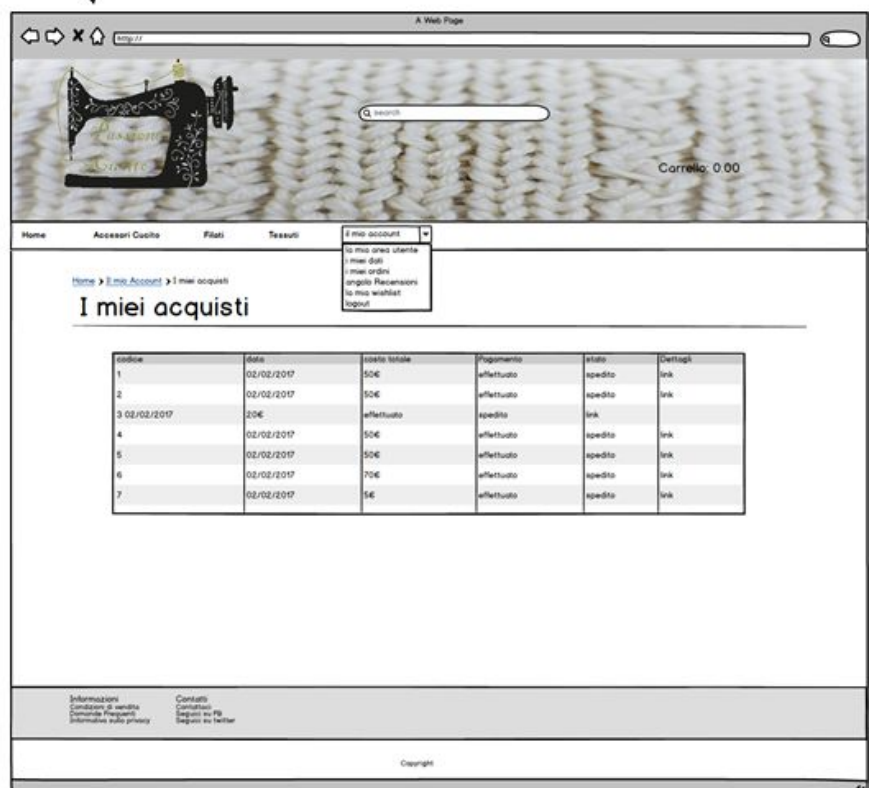 A Web Page
http://
search
Passione
Cucito
Carrello: 0.00
Home Accesori Cucito Filati Tessuti il mio account
la mia area utente
i miei dati
i miei ordini
angolo Recensioni
la mia wishlist
logout
Home > Il mio Account > I miei acquisti
I miei acquisti
codice data costo totale Pagamento stato Dettagli
1 02/02/2017 50€ effettuato spedito link
2 02/02/2017 50€ effettuato spedito link
3 02/02/2017 20€ effettuato spedito link
4 02/02/2017 50€ effettuato spedito link
5 02/02/2017 50€ effettuato spedito link
6 02/02/2017 70€ effettuato spedito link
7 02/02/2017 5€ effettuato spedito link
Informazioni
Condizioni di vendita
Domande Frequenti
Informativa sulla privacy
Contatti
Contattaci
Seguici su FB
Seguici su twitter
Copyright